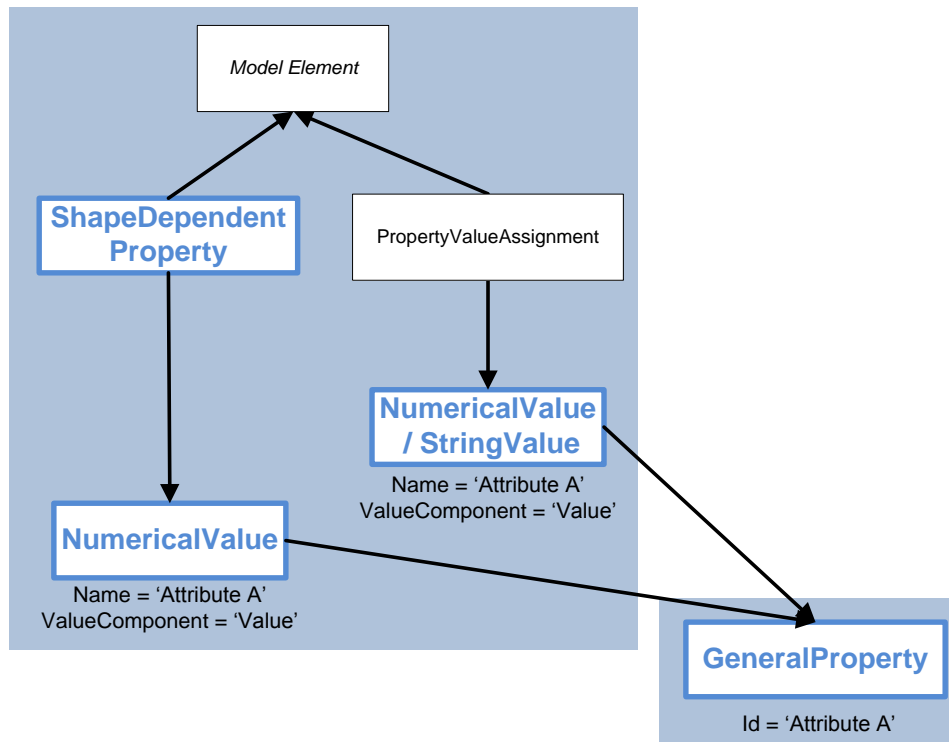 Model Element
ShapeDependent
Property
PropertyValueAssignment
NumericalValue
/ StringValue
Name = ‘Attribute A’
ValueComponent = ‘Value’
NumericalValue
Name = ‘Attribute A’
ValueComponent = ‘Value’
GeneralProperty
Id = ‘Attribute A’